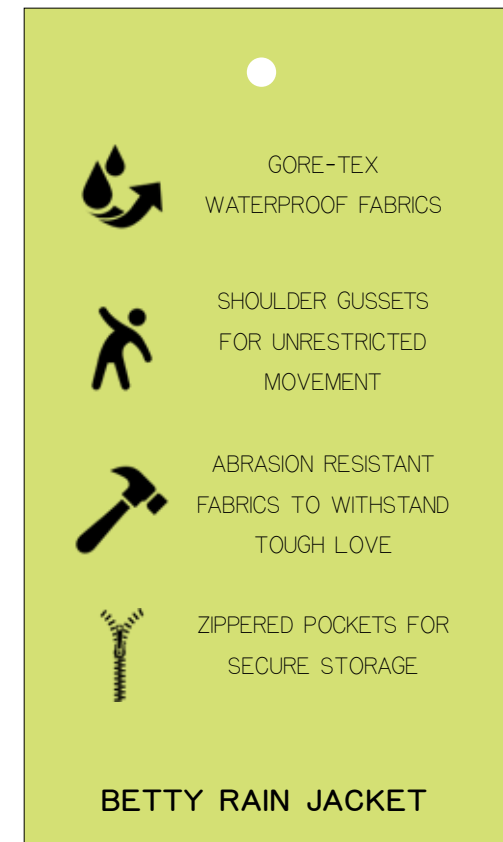 GORE-TEX
WATERPROOF FABRICS
SHOULDER GUSSETS
FOR UNRESTRICTED
MOVEMENT
ABRASION RESISTANT
FABRICS TO WITHSTAND
TOUGH LOVE
ZIPPERED POCKETS FOR
SECURE STORAGE
BETTY RAIN JACKET